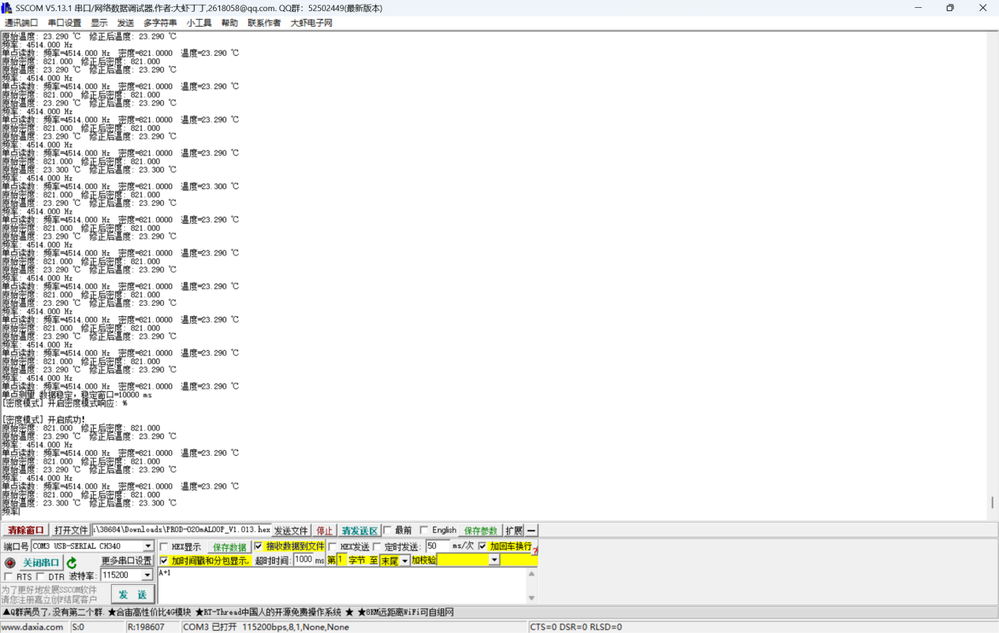 SSCOM V5.13.1 串口/网络数据调试器,作者:大虾丁丁,2618058@qq.com. QQ群：52502449(最新版本)
通讯端口 串口设置 显示 发送 多字符串 小工具 帮助 联系作者 大虾电子网
原始温度: 23.290 ℃ 修正后温度: 23.290 ℃
频率: 4514.000 Hz
单点读数: 频率=4514.000 Hz 密度=821.0000 温度=23.290 ℃
原始密度: 821.000 修正后密度: 821.000
原始温度: 23.290 ℃ 修正后温度: 23.290 ℃
频率: 4514.000 Hz
单点读数: 频率=4514.000 Hz 密度=821.0000 温度=23.290 ℃
原始密度: 821.000 修正后密度: 821.000
原始温度: 23.290 ℃ 修正后温度: 23.290 ℃
频率: 4514.000 Hz
单点读数: 频率=4514.000 Hz 密度=821.0000 温度=23.290 ℃
原始密度: 821.000 修正后密度: 821.000
原始温度: 23.290 ℃ 修正后温度: 23.290 ℃
频率: 4514.000 Hz
单点读数: 频率=4514.000 Hz 密度=821.0000 温度=23.290 ℃
原始密度: 821.000 修正后密度: 821.000
原始温度: 23.300 ℃ 修正后温度: 23.300 ℃
频率: 4514.000 Hz
单点读数: 频率=4514.000 Hz 密度=821.0000 温度=23.300 ℃
原始密度: 821.000 修正后密度: 821.000
原始温度: 23.290 ℃ 修正后温度: 23.290 ℃
频率: 4514.000 Hz
单点读数: 频率=4514.000 Hz 密度=821.0000 温度=23.290 ℃
原始密度: 821.000 修正后密度: 821.000
原始温度: 23.290 ℃ 修正后温度: 23.290 ℃
频率: 4514.000 Hz
单点读数: 频率=4514.000 Hz 密度=821.0000 温度=23.290 ℃
原始密度: 821.000 修正后密度: 821.000
原始温度: 23.290 ℃ 修正后温度: 23.290 ℃
频率: 4514.000 Hz
单点读数: 频率=4514.000 Hz 密度=821.0000 温度=23.290 ℃
原始密度: 821.000 修正后密度: 821.000
原始温度: 23.290 ℃ 修正后温度: 23.290 ℃
频率: 4514.000 Hz
单点读数: 频率=4514.000 Hz 密度=821.0000 温度=23.290 ℃
原始密度: 821.000 修正后密度: 821.000
原始温度: 23.290 ℃ 修正后温度: 23.290 ℃
频率: 4514.000 Hz
单点读数: 频率=4514.000 Hz 密度=821.0000 温度=23.290 ℃
原始密度: 821.000 修正后密度: 821.000
原始温度: 23.290 ℃ 修正后温度: 23.290 ℃
频率: 4514.000 Hz
单点读数: 频率=4514.000 Hz 密度=821.0000 温度=23.290 ℃
单点测量 数据稳定，稳定窗口=10000 ms
[密度模式] 开启密度模式响应: %
[密度模式] 开启成功!
原始密度: 821.000 修正后密度: 821.000
原始温度: 23.290 ℃ 修正后温度: 23.290 ℃
频率: 4514.000 Hz
单点读数: 频率=4514.000 Hz 密度=821.0000 温度=23.290 ℃
原始密度: 821.000 修正后密度: 821.000
原始温度: 23.290 ℃ 修正后温度: 23.290 ℃
频率: 4514.000 Hz
单点读数: 频率=4514.000 Hz 密度=821.0000 温度=23.290 ℃
原始密度: 821.000 修正后密度: 821.000
原始温度: 23.300 ℃ 修正后温度: 23.300 ℃
频率
清除窗口 打开文件 \38684\Downloads\PROD-020mALOOP_V1.013.hex 发送文件 停止 清发送区 最前 English 保存参数 扩展 —
端口号 COM3 USB-SERIAL CH340 HEX显示 保存数据 接收数据到文件 HEX发送 定时发送: 50 ms/次 加回车换行
关闭串口 更多串口设置 加时间戳和分包显示, 超时时间: 1000 ms 第1 字节 至 末尾 加校验
RTS DTR 波特率: 115200 A+1
为了更好地发展SSCOM软件
请您注册嘉立创F结尾客户
发 送
▲Q群满员了,没有第二个群. ★合宙高性价比4G模块 ★RT-Thread中国人的开源免费操作系统 ★ ★8KM远距离WiFi可自组网
www.daxia.com S:0 R:198607 COM3 已打开 115200bps,8,1,None,None CTS=0 DSR=0 RLSD=0